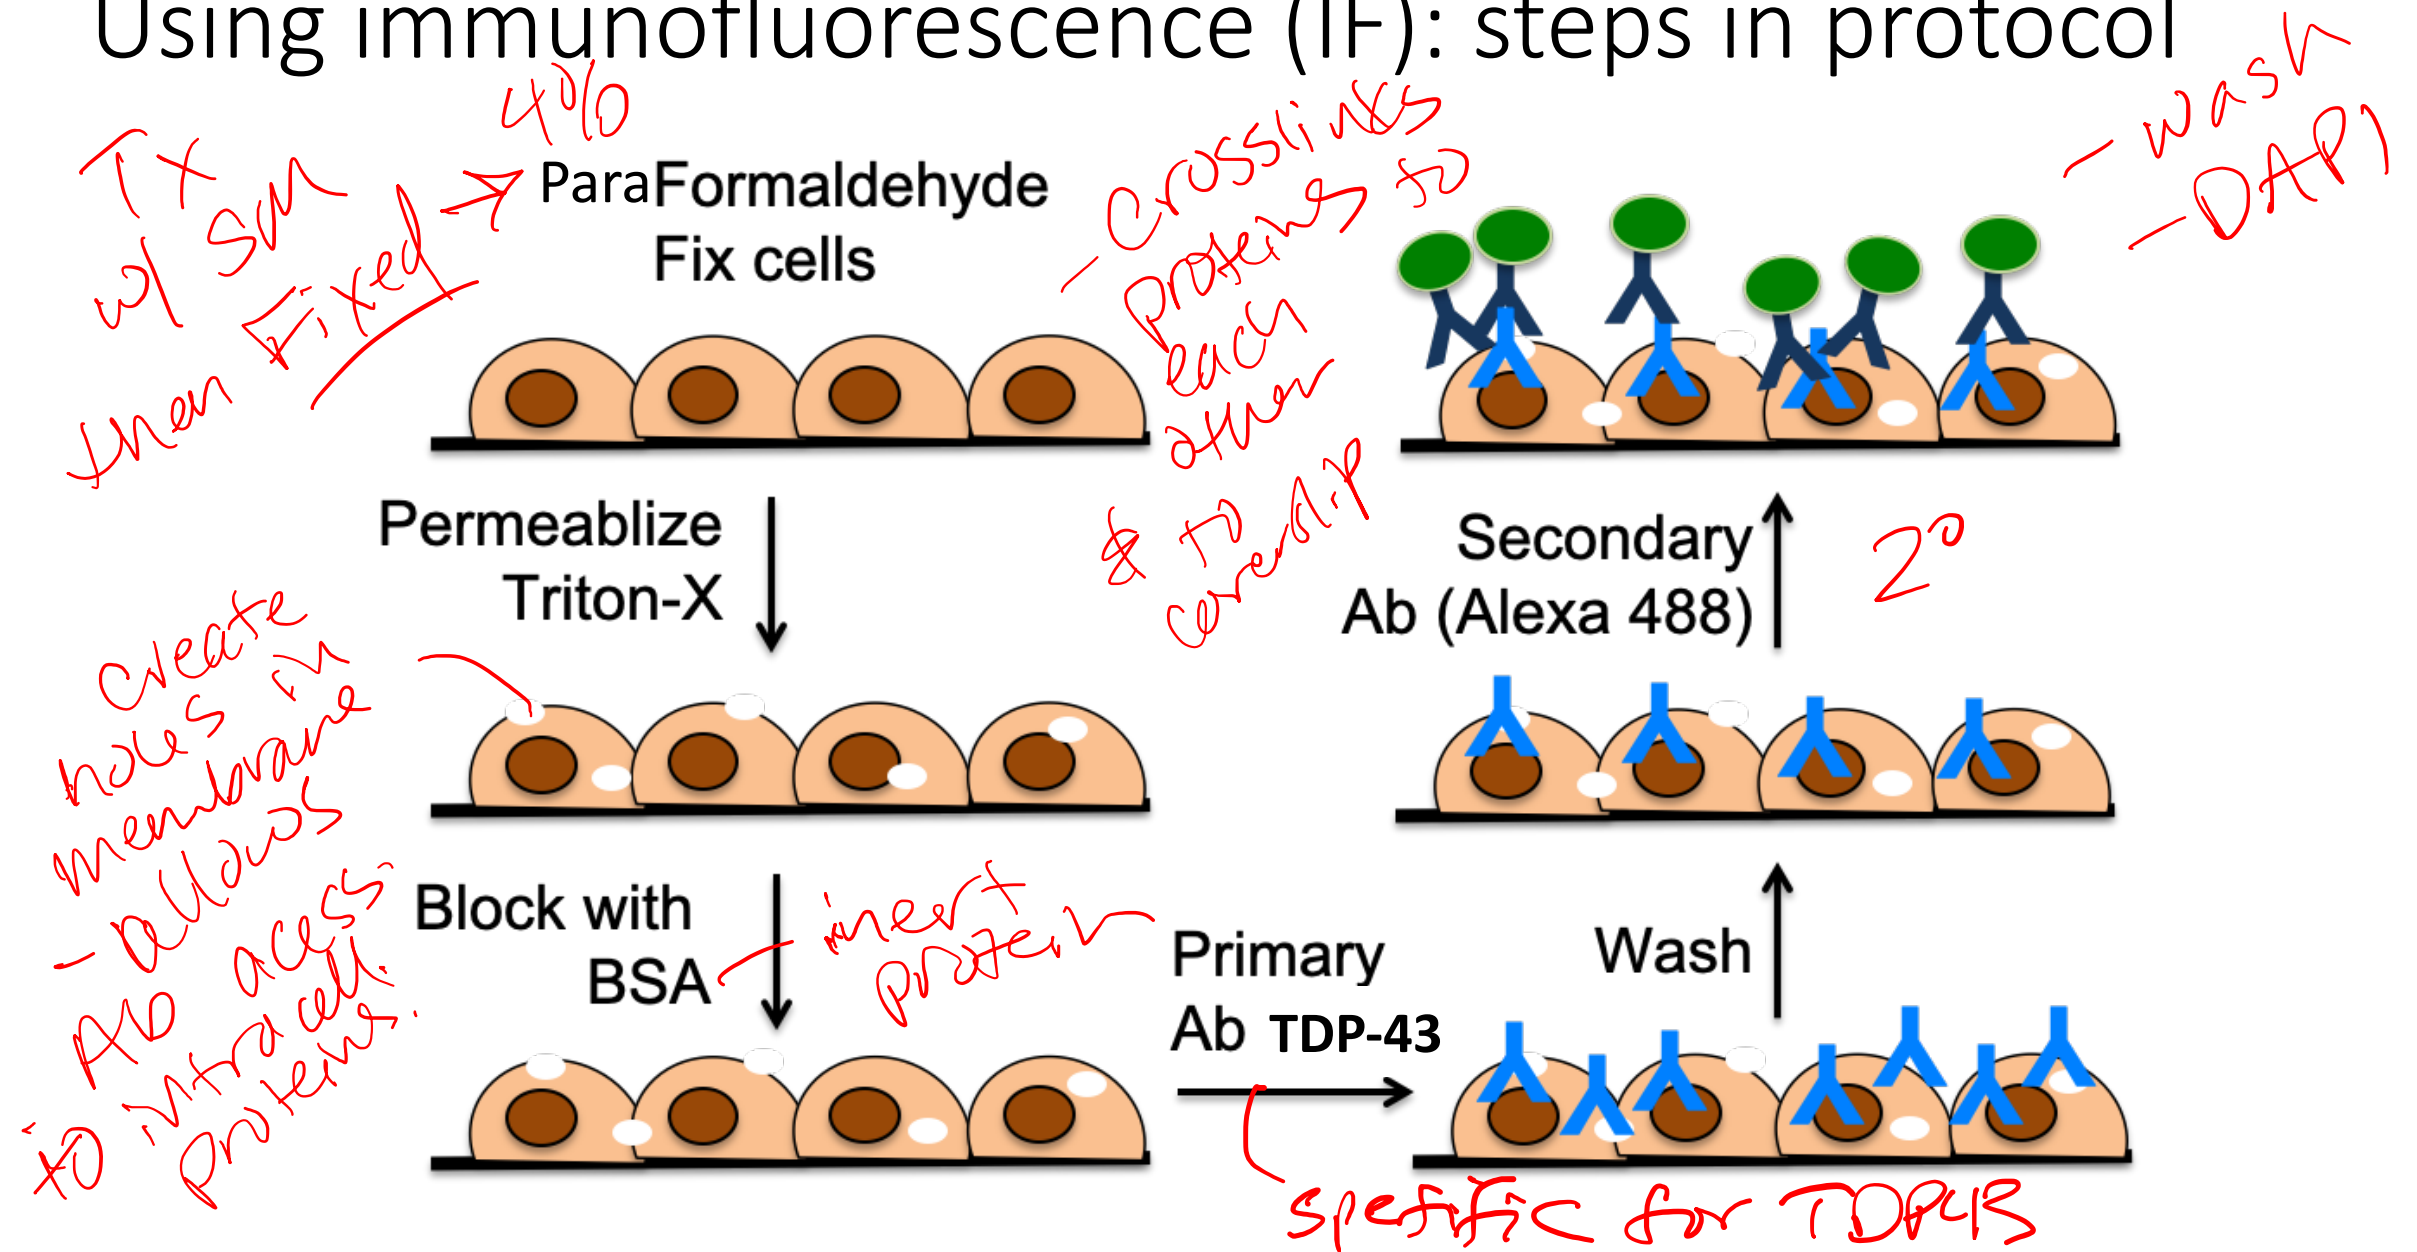 Using immunofluorescence (IF): steps in protocol
Tx
w/ SM
then Fixed
4%
ParaFormaldehyde
Fix cells
- Crosslinks
proteins to
each
other
& to
coverslip
Permeablize
Triton-X
Create
holes in
membrane
- allows
Ab acess
to intracell.
proteins.
Block with
BSA
inert
protein
Primary
Ab TDP-43
specific for TDP43
Wash
Secondary
Ab (Alexa 488)
2°
- wash
- DAPI